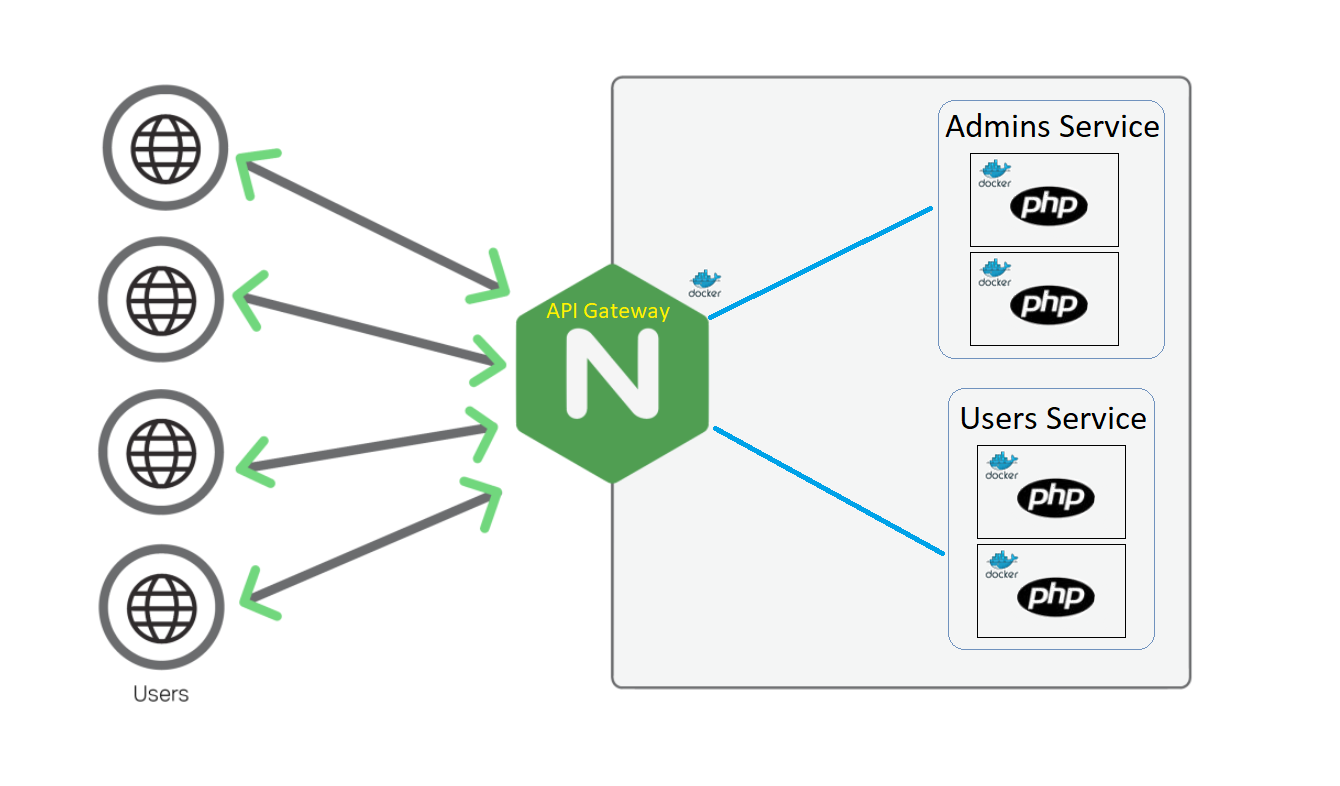 Users
API Gateway
N
docker
Admins Service
docker
php
docker
php
Users Service
docker
php
docker
php